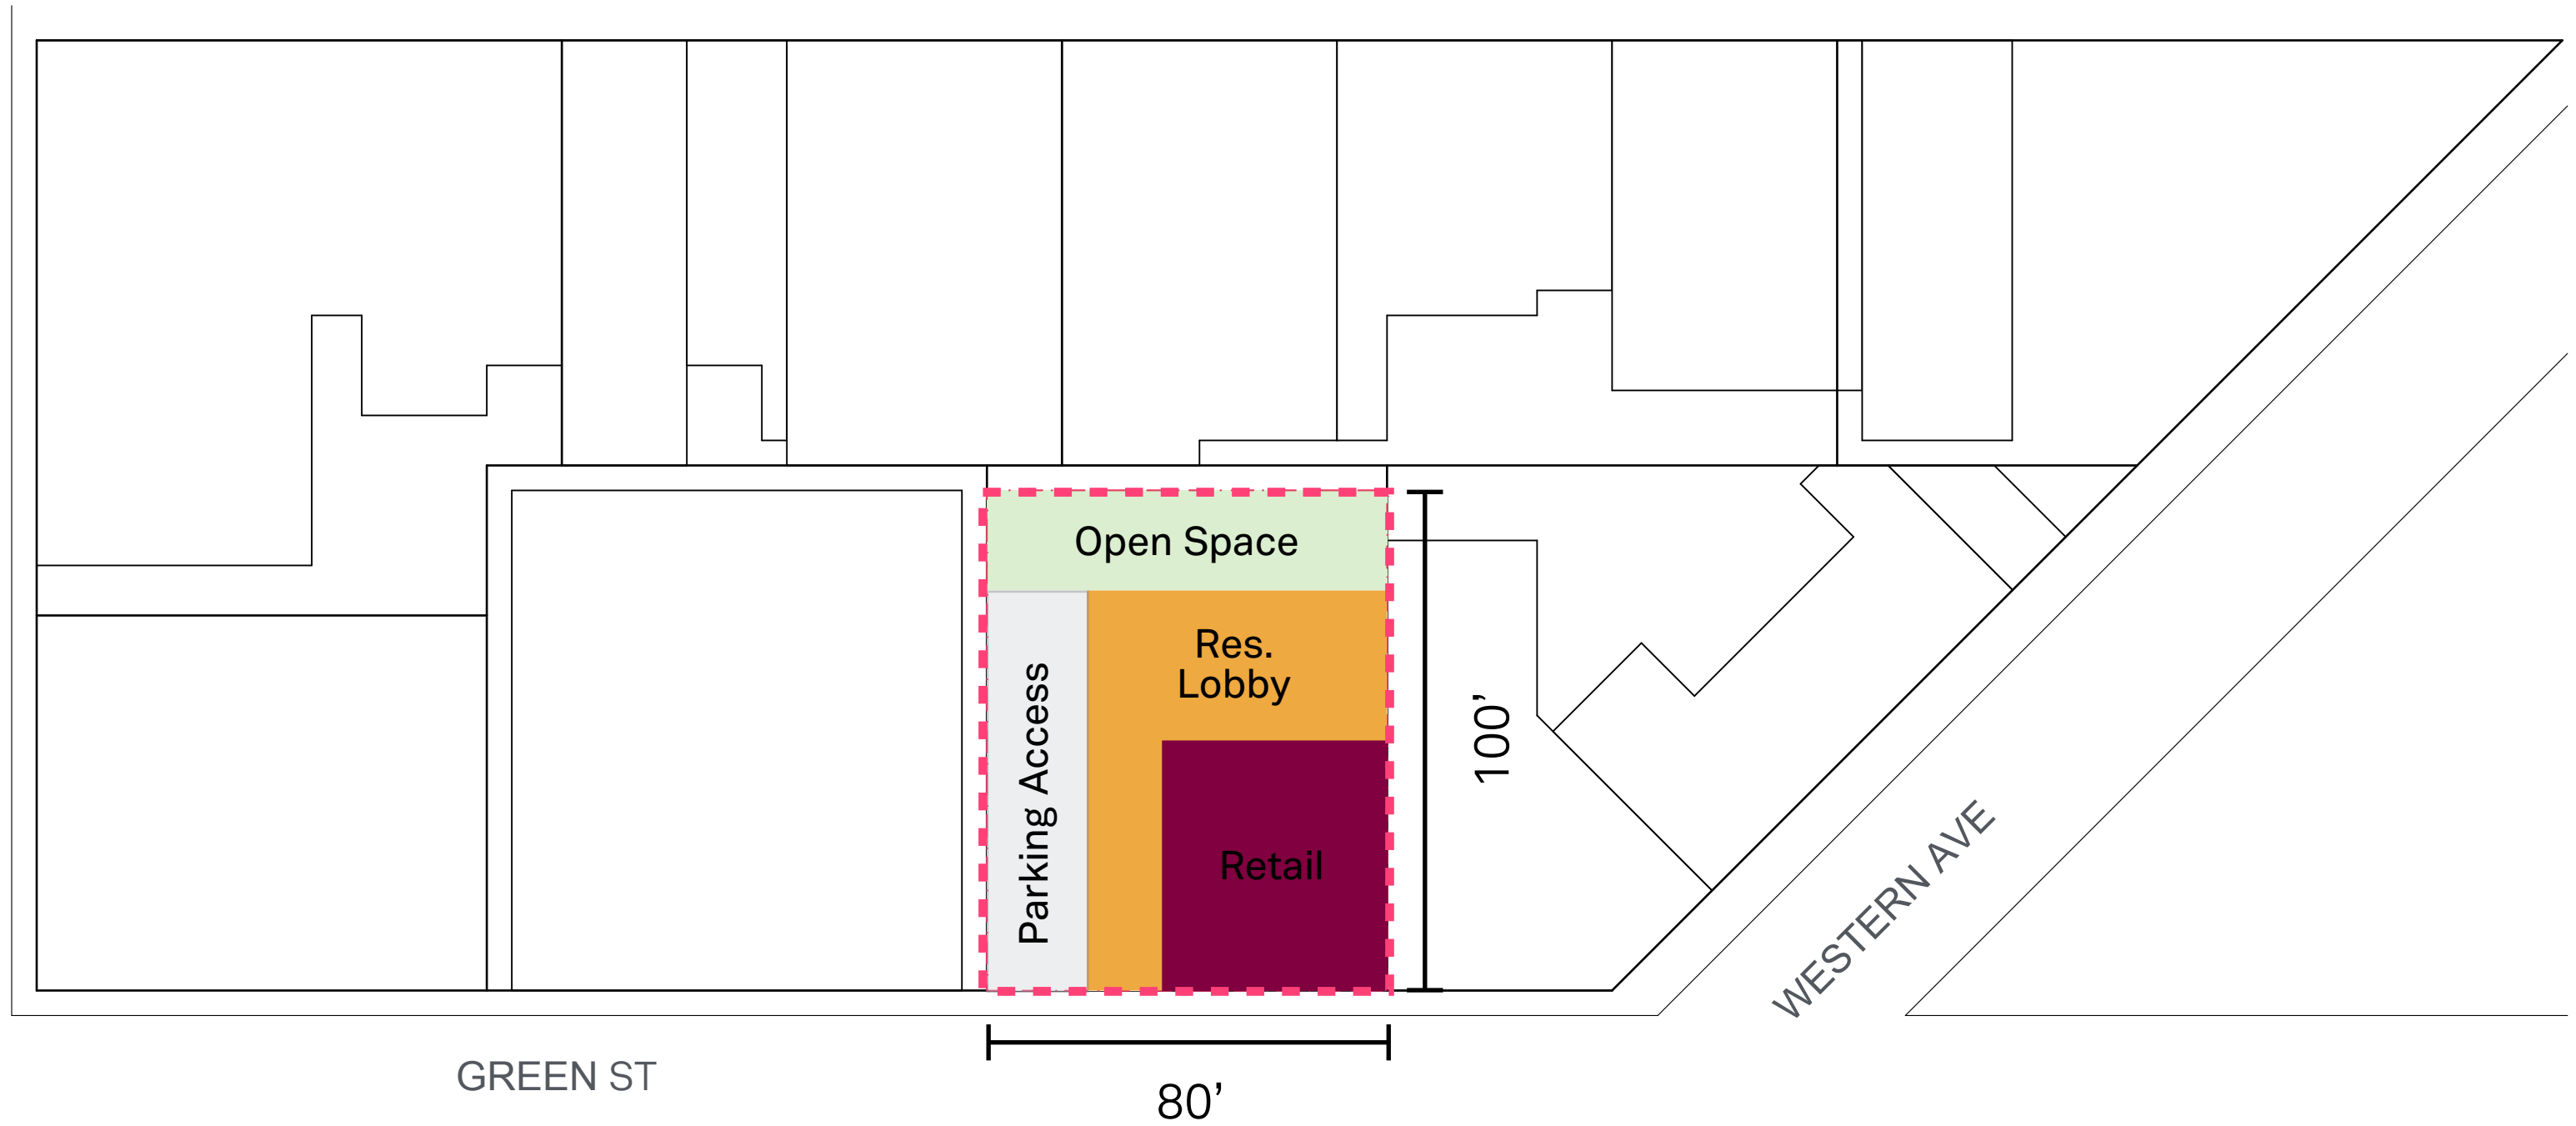 Open Space
Res.
Lobby
Parking Access
Retail
100’
80’
GREEN ST
WESTERN AVE